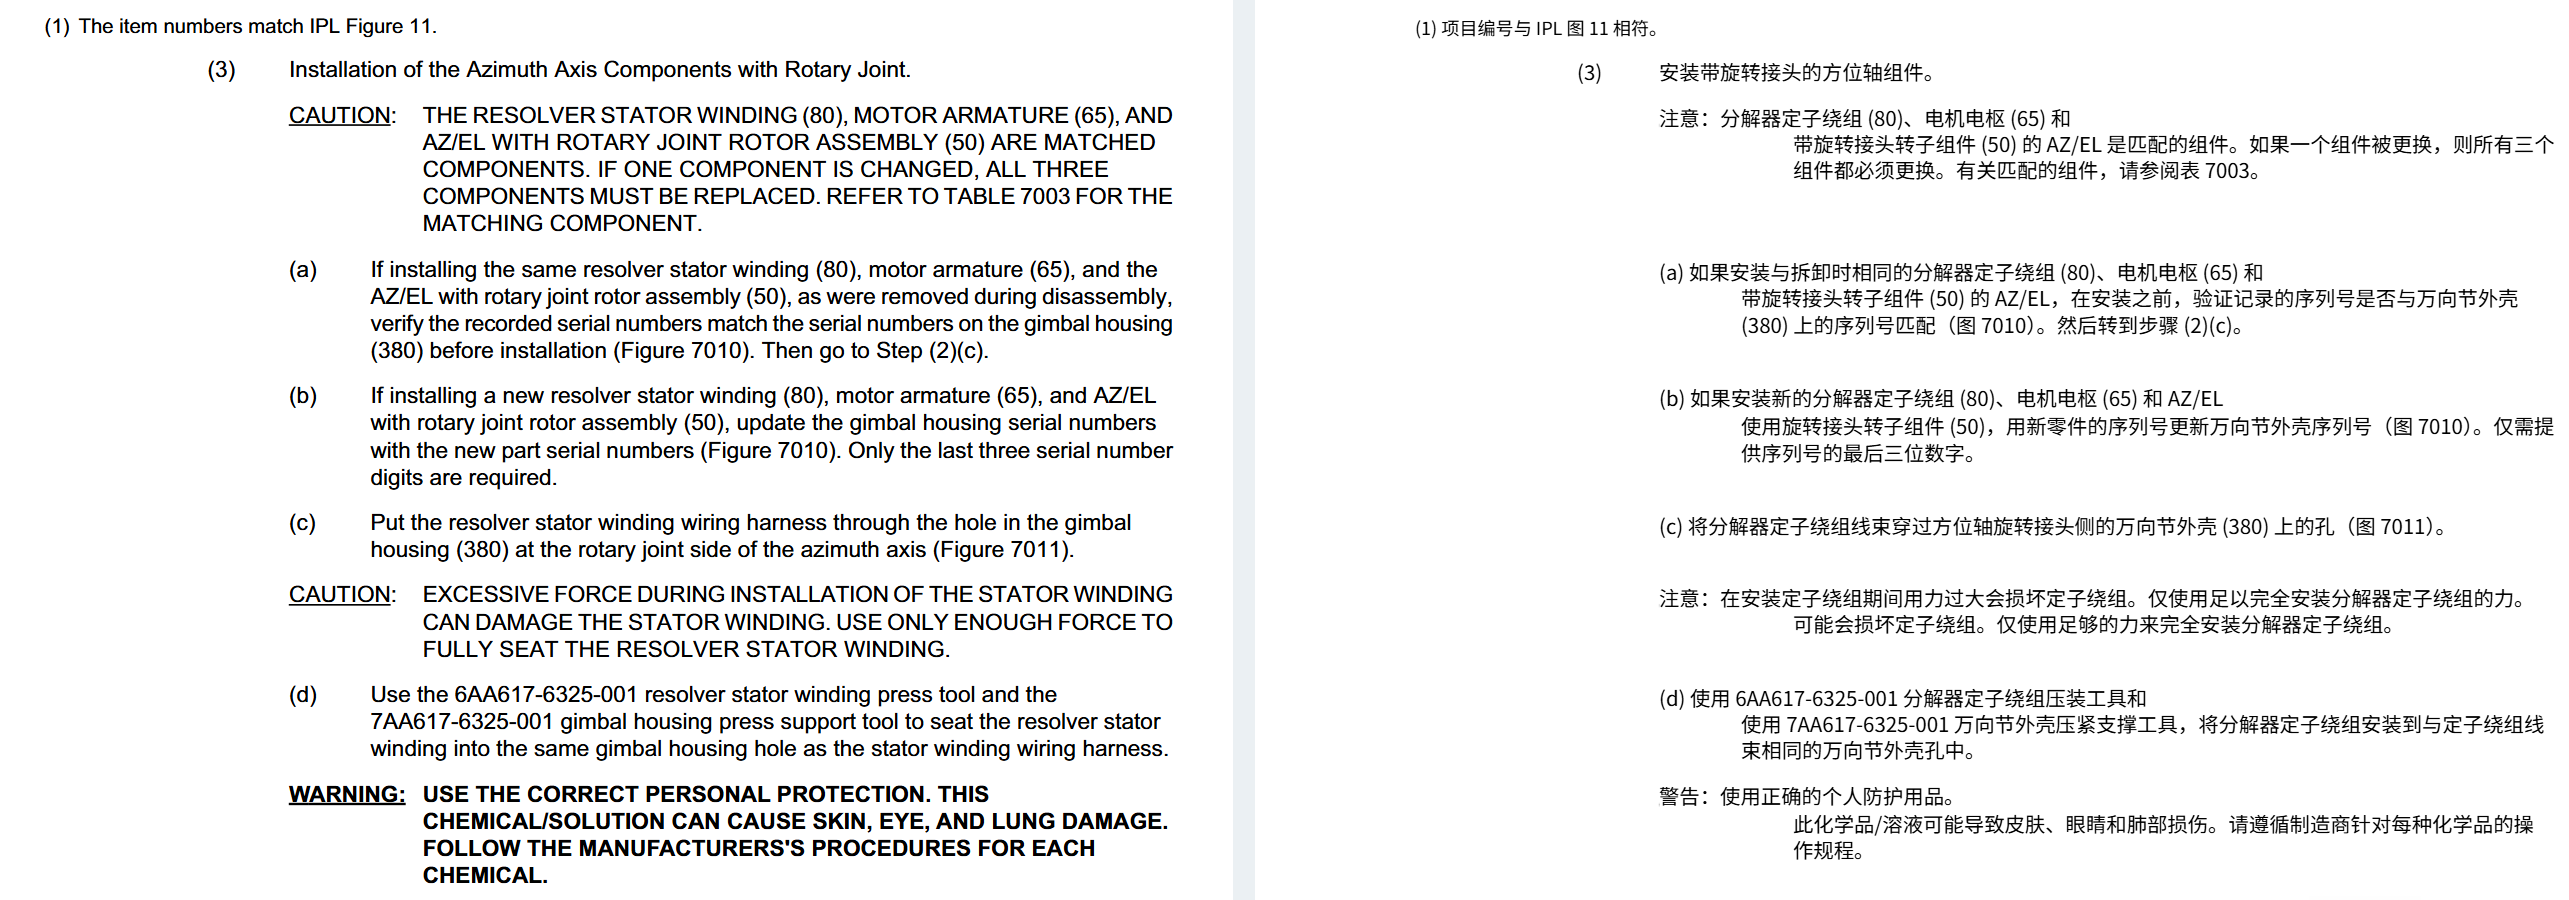 (1) The item numbers match IPL Figure 11.
(3) Installation of the Azimuth Axis Components with Rotary Joint.
CAUTION: THE RESOLVER STATOR WINDING (80), MOTOR ARMATURE (65), AND
AZ/EL WITH ROTARY JOINT ROTOR ASSEMBLY (50) ARE MATCHED
COMPONENTS. IF ONE COMPONENT IS CHANGED, ALL THREE
COMPONENTS MUST BE REPLACED. REFER TO TABLE 7003 FOR THE
MATCHING COMPONENT.
(a) If installing the same resolver stator winding (80), motor armature (65), and the
AZ/EL with rotary joint rotor assembly (50), as were removed during disassembly,
verify the recorded serial numbers match the serial numbers on the gimbal housing
(380) before installation (Figure 7010). Then go to Step (2)(c).
(b) If installing a new resolver stator winding (80), motor armature (65), and AZ/EL
with rotary joint rotor assembly (50), update the gimbal housing serial numbers
with the new part serial numbers (Figure 7010). Only the last three serial number
digits are required.
(c) Put the resolver stator winding wiring harness through the hole in the gimbal
housing (380) at the rotary joint side of the azimuth axis (Figure 7011).
CAUTION: EXCESSIVE FORCE DURING INSTALLATION OF THE STATOR WINDING
CAN DAMAGE THE STATOR WINDING. USE ONLY ENOUGH FORCE TO
FULLY SEAT THE RESOLVER STATOR WINDING.
(d) Use the 6AA617-6325-001 resolver stator winding press tool and the
7AA617-6325-001 gimbal housing press support tool to seat the resolver stator
winding into the same gimbal housing hole as the stator winding wiring harness.
WARNING: USE THE CORRECT PERSONAL PROTECTION. THIS
CHEMICAL/SOLUTION CAN CAUSE SKIN, EYE, AND LUNG DAMAGE.
FOLLOW THE MANUFACTURERS'S PROCEDURES FOR EACH
CHEMICAL.
(1) 项目编号与 IPL 图 11 相符。
(3) 安装带旋转接头的方位轴组件。
注意：分解器定子绕组 (80)、电机电枢 (65) 和
带旋转接头转子组件 (50) 的 AZ/EL 是匹配的组件。如果一个组件被更换，则所有三个
组件都必须更换。有关匹配的组件，请参阅表 7003。
(a) 如果安装与拆卸时相同的分解器定子绕组 (80)、电机电枢 (65) 和
带旋转接头转子组件 (50) 的 AZ/EL，在安装之前，验证记录的序列号是否与万向节外壳
(380) 上的序列号匹配（图 7010）。然后转到步骤 (2)(c)。
(b) 如果安装新的分解器定子绕组 (80)、电机电枢 (65) 和 AZ/EL
使用旋转接头转子组件 (50)，用新零件的序列号更新万向节外壳序列号（图 7010）。仅需提
供序列号的最后三位数字。
(c) 将分解器定子绕组线束穿过方位轴旋转接头侧的万向节外壳 (380) 上的孔（图 7011）。
注意：在安装定子绕组期间用力过大会损坏定子绕组。仅使用足以完全安装分解器定子绕组的力。
可能会损坏定子绕组。仅使用足够的力来完全安装分解器定子绕组。
(d) 使用 6AA617-6325-001 分解器定子绕组压装工具和
使用 7AA617-6325-001 万向节外壳压紧支撑工具，将分解器定子绕组安装到与定子绕组线
束相同的万向节外壳孔中。
警告：使用正确的个人防护用品。
此化学品/溶液可能导致皮肤、眼睛和肺部损伤。请遵循制造商针对每种化学品的操
作规程。